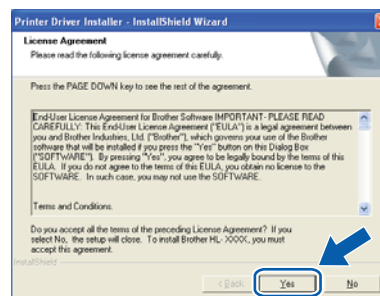 Printer Driver Installer - InstallShield Wizard
License Agreement
Please read the following license agreement carefully.
Press the PAGE DOWN key to see the rest of the agreement.
End-User License Agreement for Brother Software IMPORTANT- PLEASE READ
CAREFULLY: This End-User License Agreement ("EULA") is a legal agreement between
you and Brother Industries, Ltd. ("Brother"), which governs your use of the Brother
software that will be installed if you press the "Yes" button on this Dialog Box
("SOFTWARE"). By pressing "Yes", you agree to be legally bound by the terms of this
EULA. If you do not agree to the terms of this EULA, you obtain no license to the
SOFTWARE. In such case, you may not use the SOFTWARE.
Terms and Conditions.
Do you accept all the terms of the preceding License Agreement? If you
select No, the setup will close. To install Brother HL- XXXX, you must
accept this agreement.
InstallShield
< Back Yes No